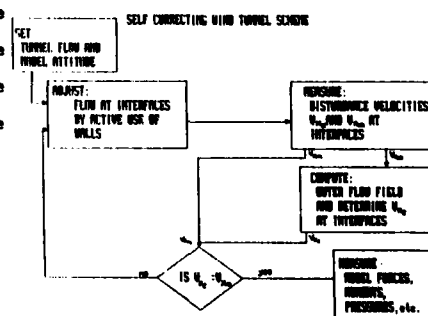 e
e
e
e
SELF CORRECTING WIND TUNNEL SCHEME
SET
TUNNEL FLOW AND
MODEL ATTITUDE
ADJUST:
FLOW AT INTERFACES
BY ACTIVE USE OF
WALLS
MEASURE:
DISTURBANCE VELOCITIES
AND AT
INTERFACES
COMPUTE:
OUTER FLOW FIELD
AND DETERMINE
AT INTERFACES
no
IS
yes
MEASURE
MODEL FORCES,
MOMENTS,
PRESSURES, etc.